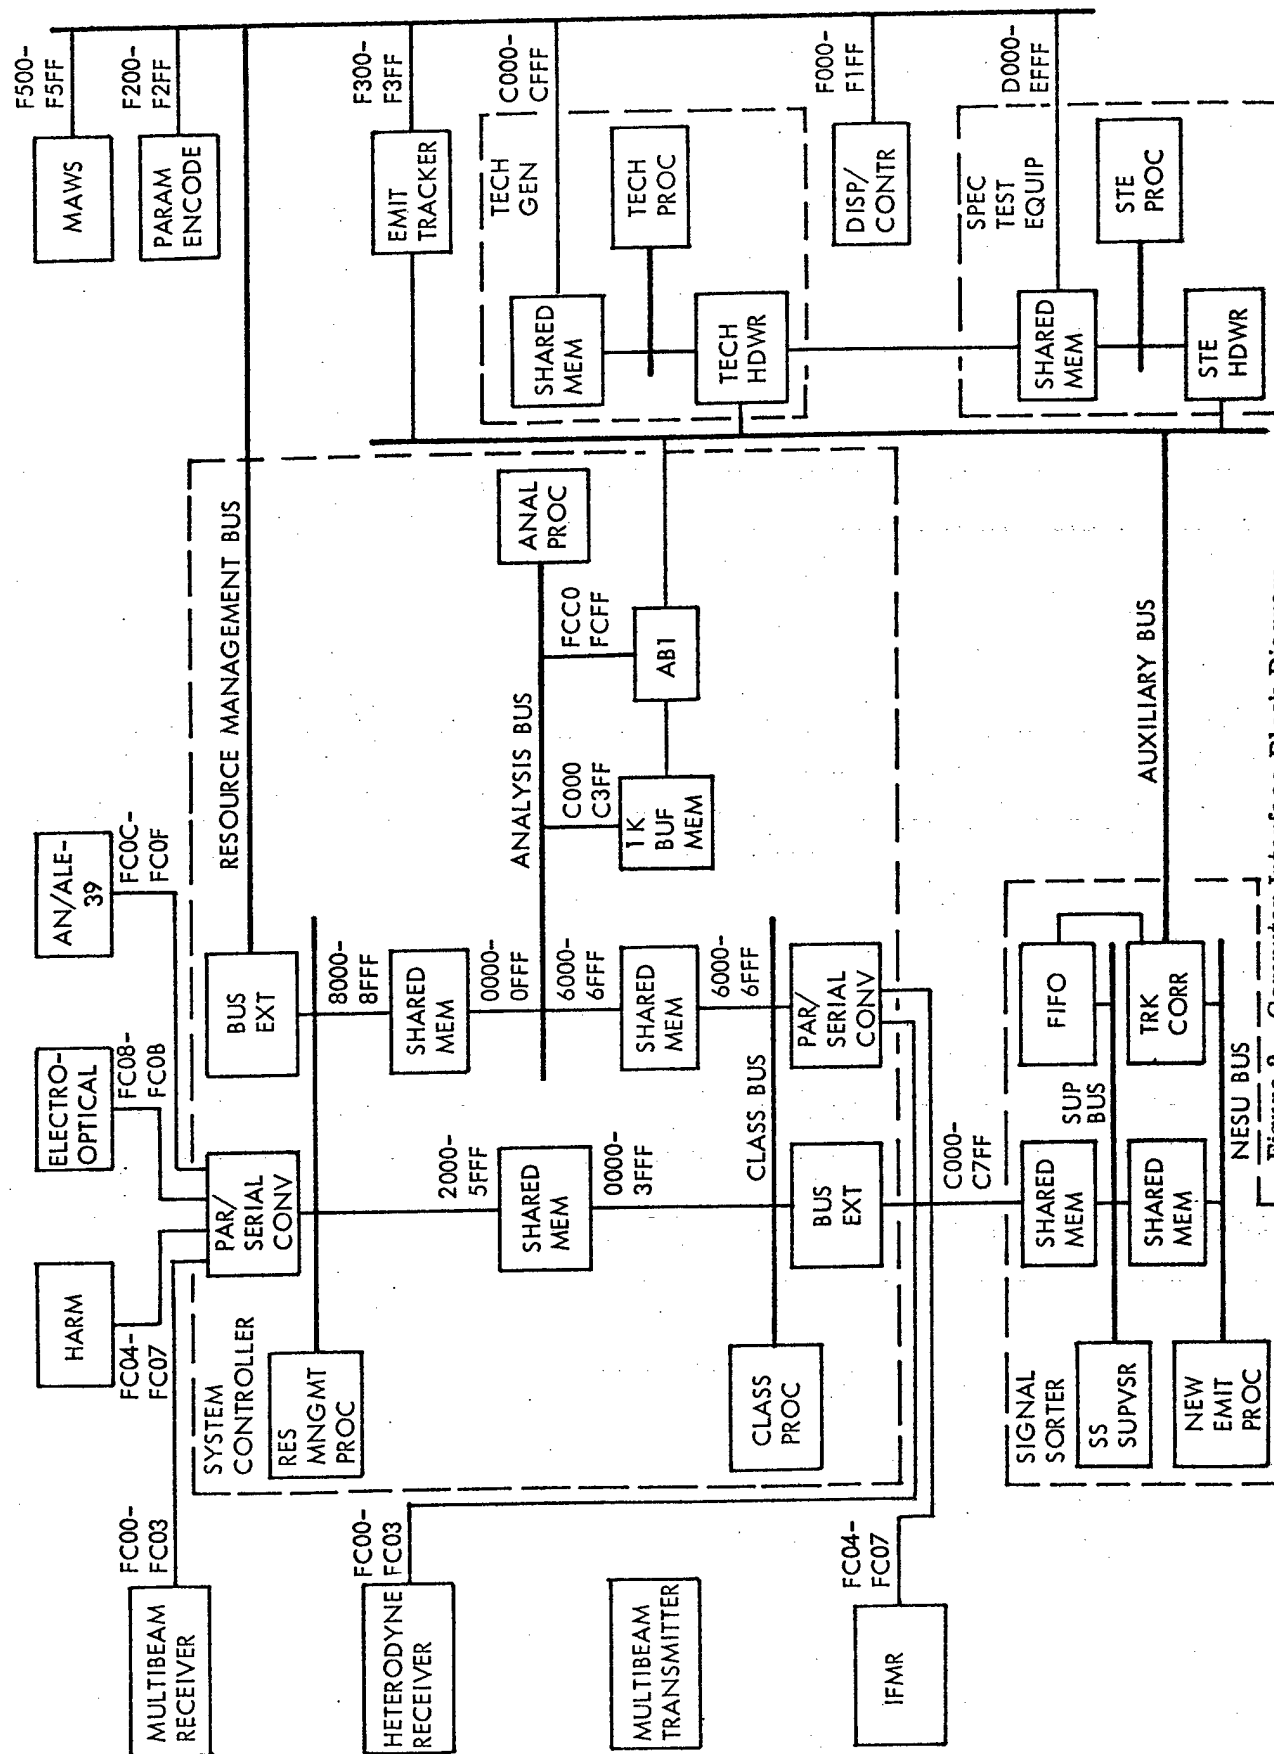 MULTIBEAM
RECEIVER
FC00-
FC03
HETERODYNE
RECEIVER
FC00-
FC03
MULTIBEAM
TRANSMITTER
IFMR
FC04-
FC07
HARM
FC04-
FC07
ELECTRO-
OPTICAL
FC08-
FC0B
AN/ALE-
39
FC0C-
FC0F
SYSTEM
CONTROLLER
PAR/
SERIAL
CONV
BUS
EXT
RESOURCE MANAGEMENT BUS
RES
MNGMT
PROC
2000-
5FFF
8000-
8FFF
SHARED
MEM
SHARED
MEM
0000-
3FFF
0000-
0FFF
ANALYSIS BUS
6000-
6FFF
C000
C3FF
FCC0
FCFF
ANAL
PROC
SHARED
MEM
1K
BUF
MEM
AB1
6000-
6FFF
CLASS BUS
CLASS
PROC
BUS
EXT
PAR/
SERIAL
CONV
C000-
C7FF
SIGNAL
SORTER
SHARED
MEM
FIFO
SS
SUPVSR
SUP
BUS
SHARED
MEM
TRK
CORR
NEW
EMIT
PROC
NESU BUS
AUXILIARY BUS
MAWS
F500-
F5FF
PARAM
ENCODE
F200-
F2FF
EMIT
TRACKER
F300-
F3FF
TECH
GEN
C000-
CFFF
SHARED
MEM
TECH
PROC
TECH
HDWR
DISP/
CONTR
F000-
F1FF
SPEC
TEST
EQUIP
D000-
EFFF
SHARED
MEM
STE
PROC
STE
HDWR